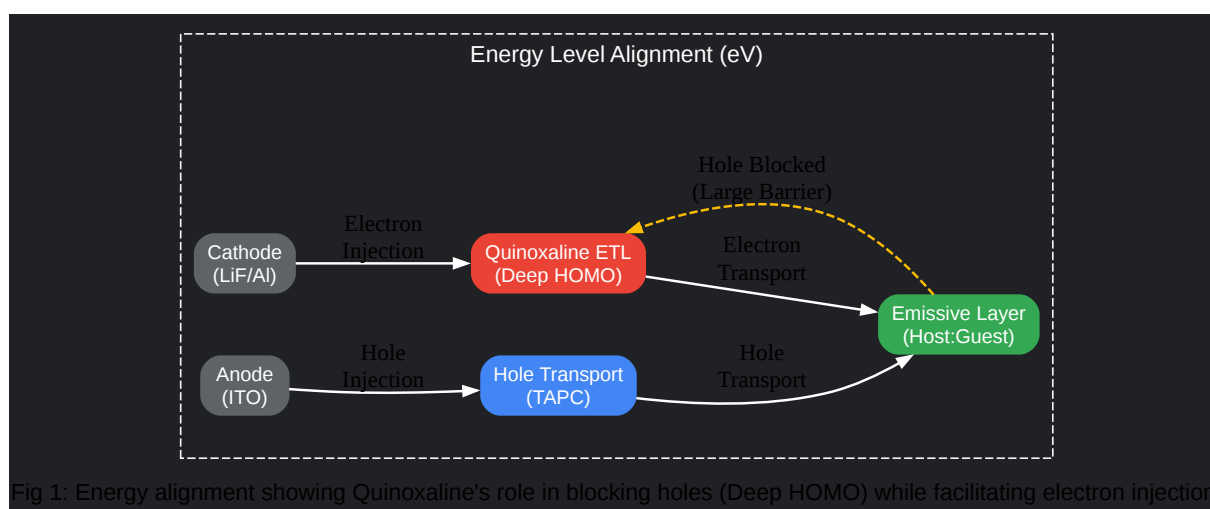 Energy Level Alignment (eV)
Hole Blocked
(Large Barrier)
Electron
Injection
Electron
Transport
Cathode
(LiF/Al)
Quinoxaline ETL
(Deep HOMO)
Emissive Layer
(Host:Guest)
Hole
Injection
Hole
Transport
Anode
(ITO)
Hole Transport
(TAPC)
Fig 1: Energy alignment showing Quinoxaline's role in blocking holes (Deep HOMO) while facilitating electron injection